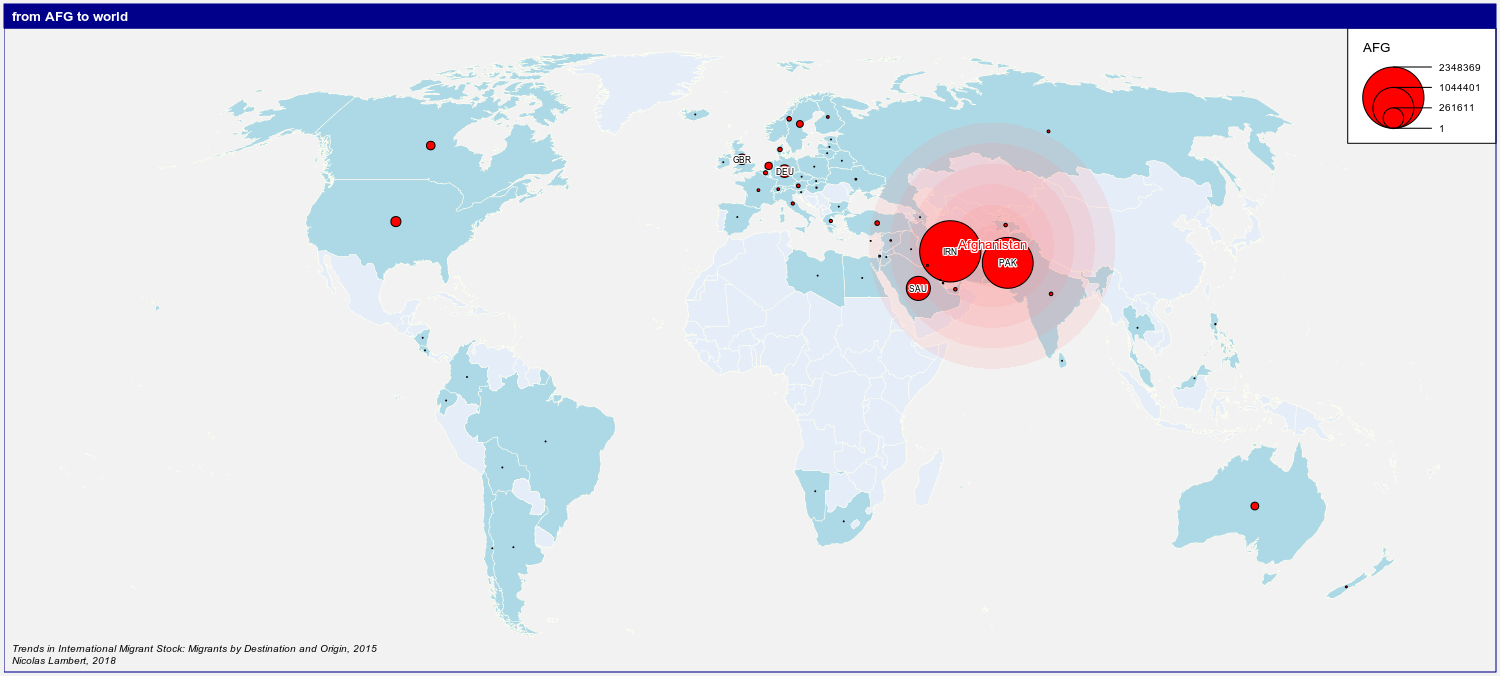 from AFG to world
AFG
2348369
1044401
261611
1
GBR
DEU
Afghanistan
IRN
PAK
SAU
Trends in International Migrant Stock: Migrants by Destination and Origin, 2015
Nicolas Lambert, 2018